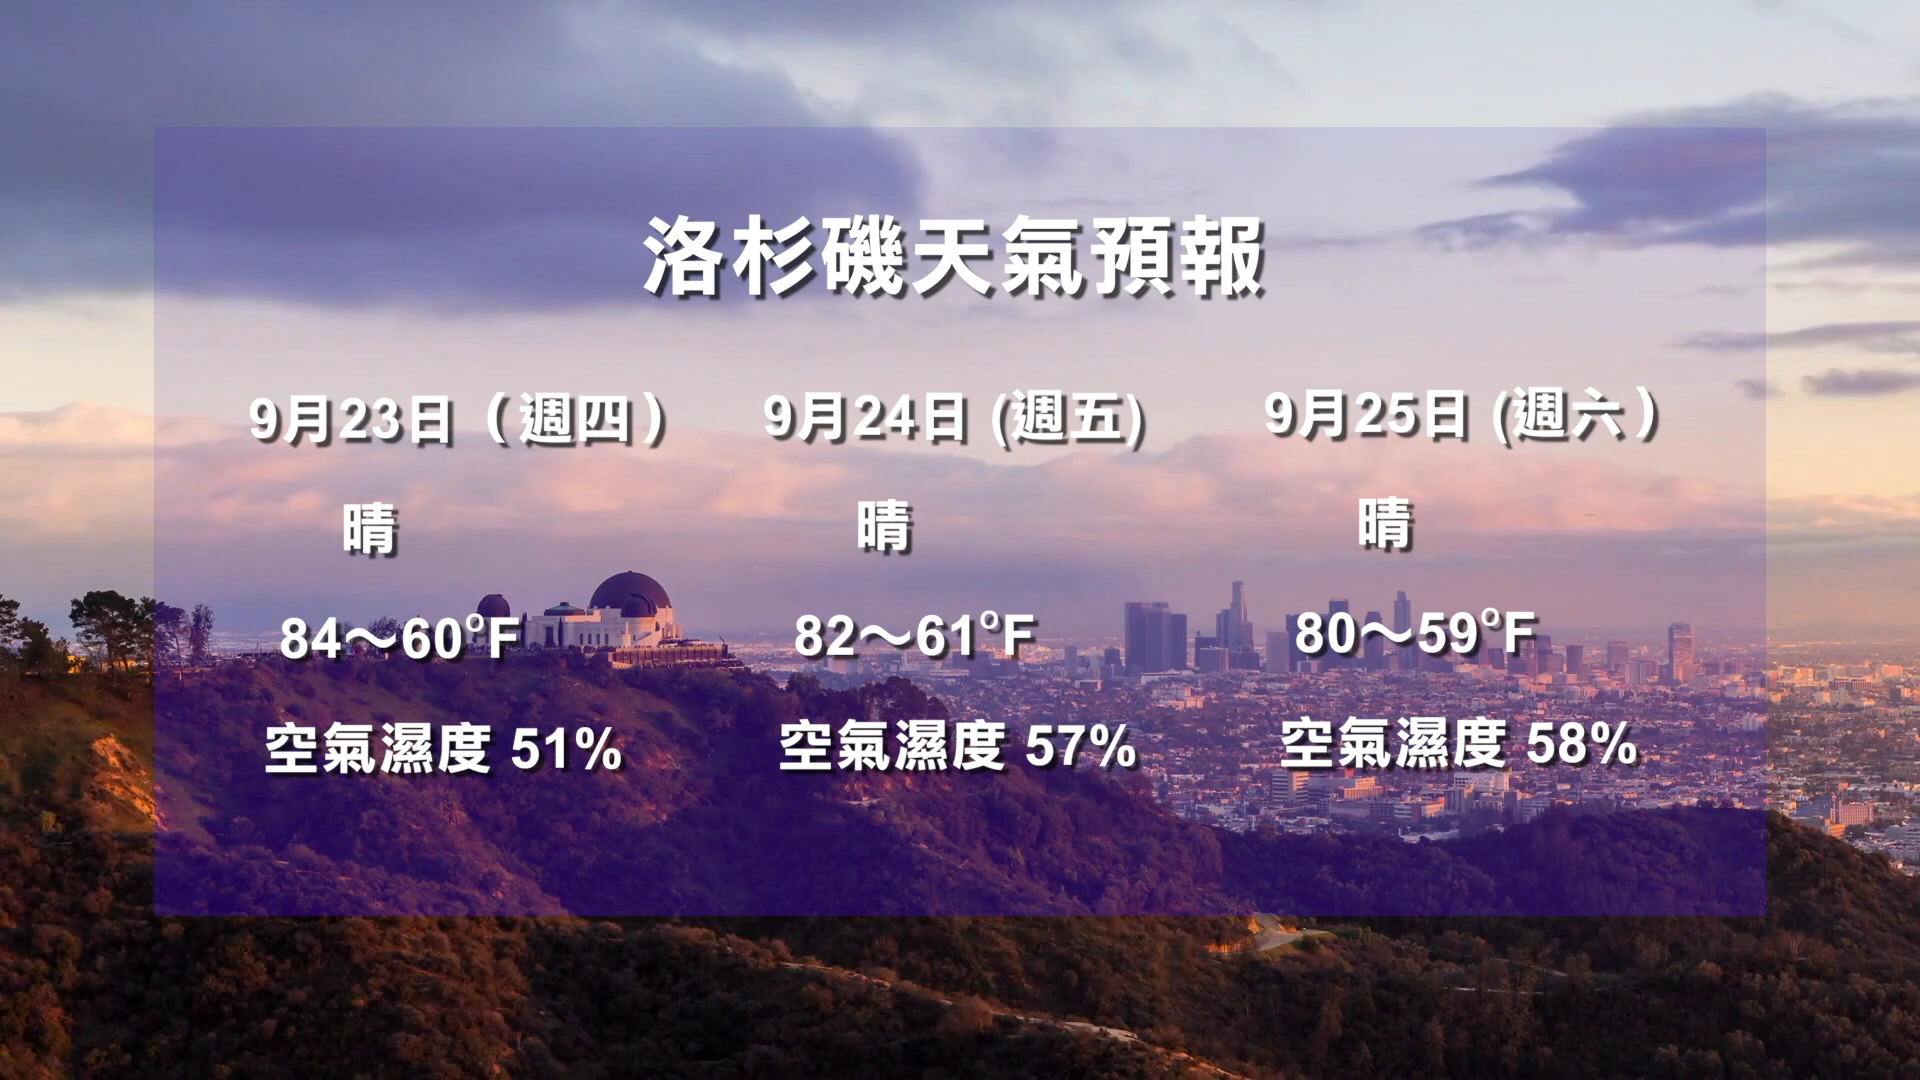 洛杉磯天氣預報
9月23日（週四）
晴
84～60°F
空氣濕度 51%
9月24日 (週五)
晴
82～61°F
空氣濕度 57%
9月25日 (週六）
晴
80～59°F
空氣濕度 58%